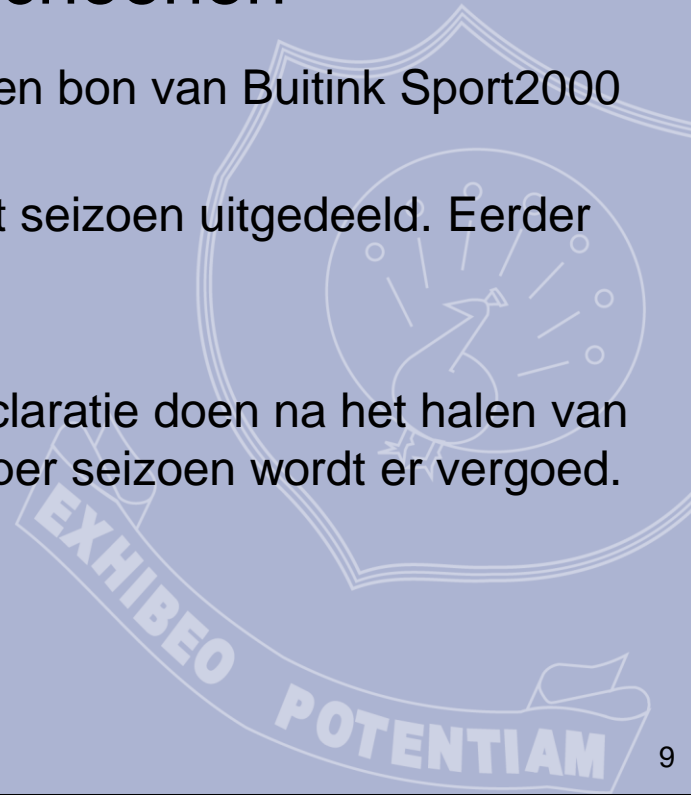 en bon van Buitink Sport2000
t seizoen uitgedeeld. Eerder
claratie doen na het halen van
per seizoen wordt er vergoed.
EXHIBEO POTENTIAM
9